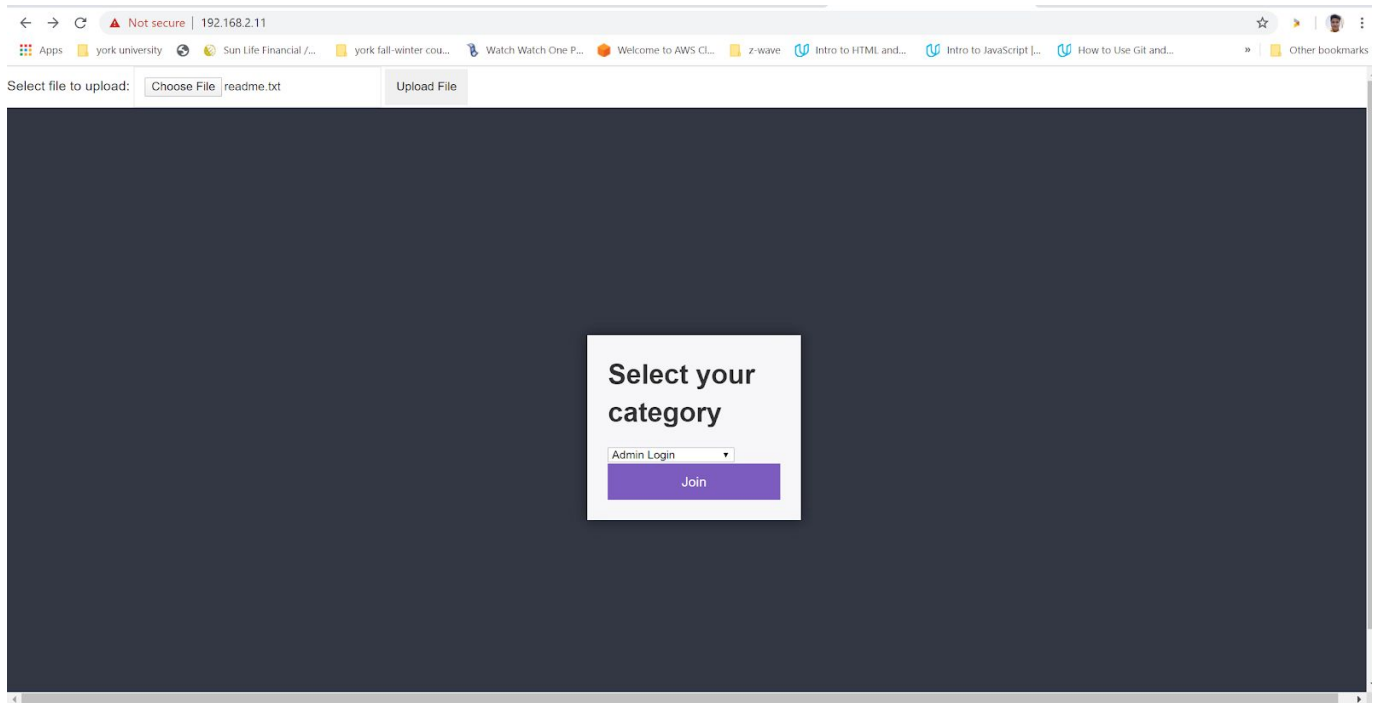 Not secure | 192.168.2.11
Apps york university Sun Life Financial /... york fall-winter cou... Watch Watch One P... Welcome to AWS Cl... z-wave Intro to HTML and... Intro to JavaScript |... How to Use Git and... » Other bookmarks
Select file to upload: Choose File readme.txt Upload File
Select your
category
Admin Login
Join